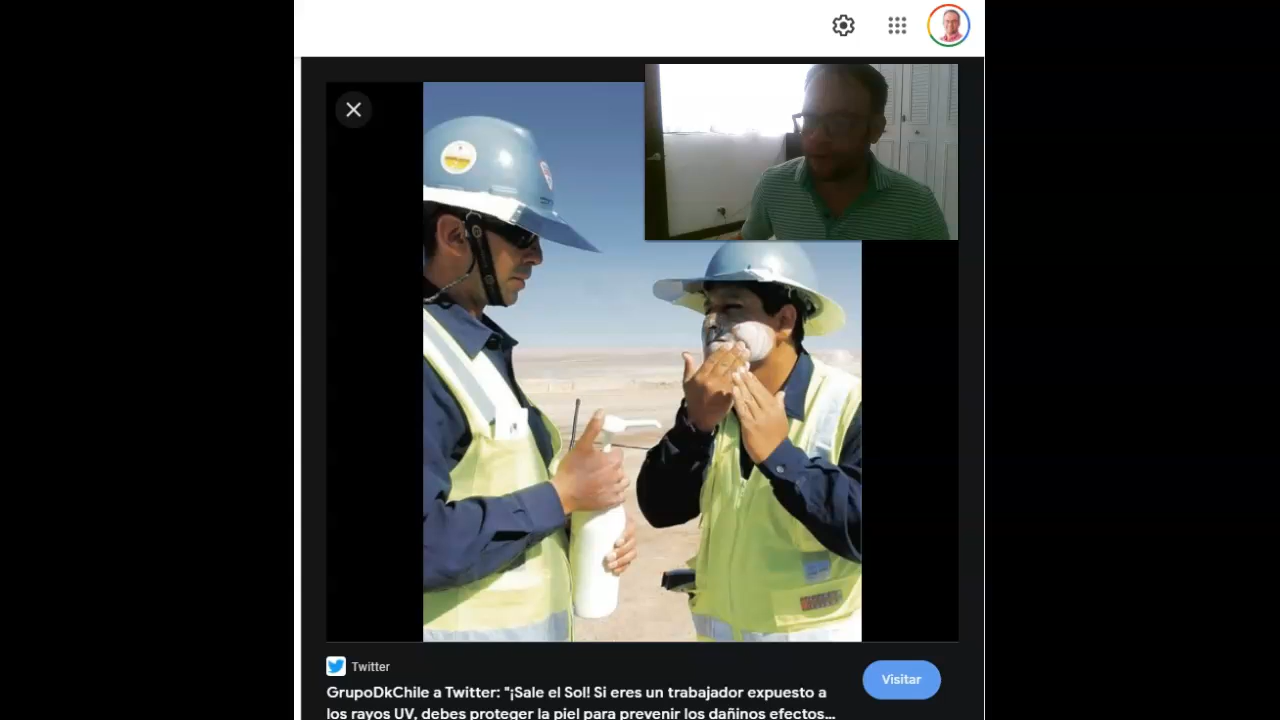 Twitter
GrupoDkChile a Twitter: "¡Sale el Sol! Si eres un trabajador expuesto a
los rayos UV, debes proteger la piel para prevenir los dañinos efectos...
Visitar